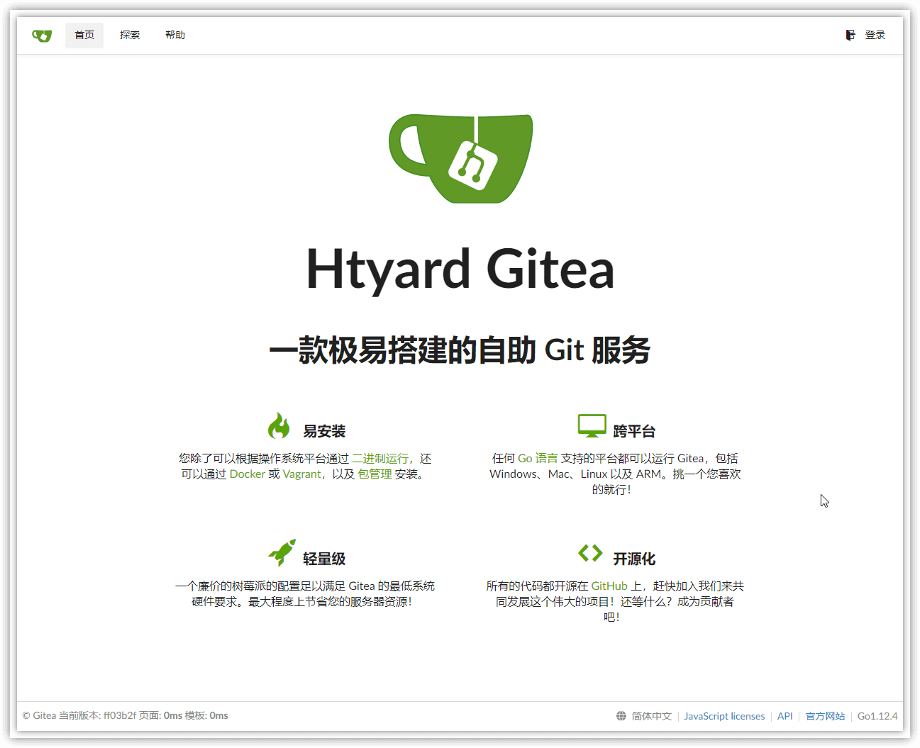 首页 探索 帮助 登录
Htyard Gitea
一款极易搭建的自助 Git 服务
易安装
您除了可以根据操作系统平台通过 二进制运行，还
可以通过 Docker 或 Vagrant，以及 包管理 安装。
跨平台
任何 Go 语言 支持的平台都可以运行 Gitea，包括
Windows、Mac、Linux 以及 ARM。挑一个您喜欢
的就行！
轻量级
一个廉价的树莓派的配置足以满足 Gitea 的最低系统
硬件要求。最大程度上节省您的服务器资源！
开源化
所有的代码都开源在 GitHub 上，赶快加入我们来共
同发展这个伟大的项目！还等什么？成为贡献者
吧！
© Gitea 当前版本: ff03b2f 页面: 0ms 模板: 0ms 简体中文 | JavaScript licenses | API | 官方网站 | Go1.12.4